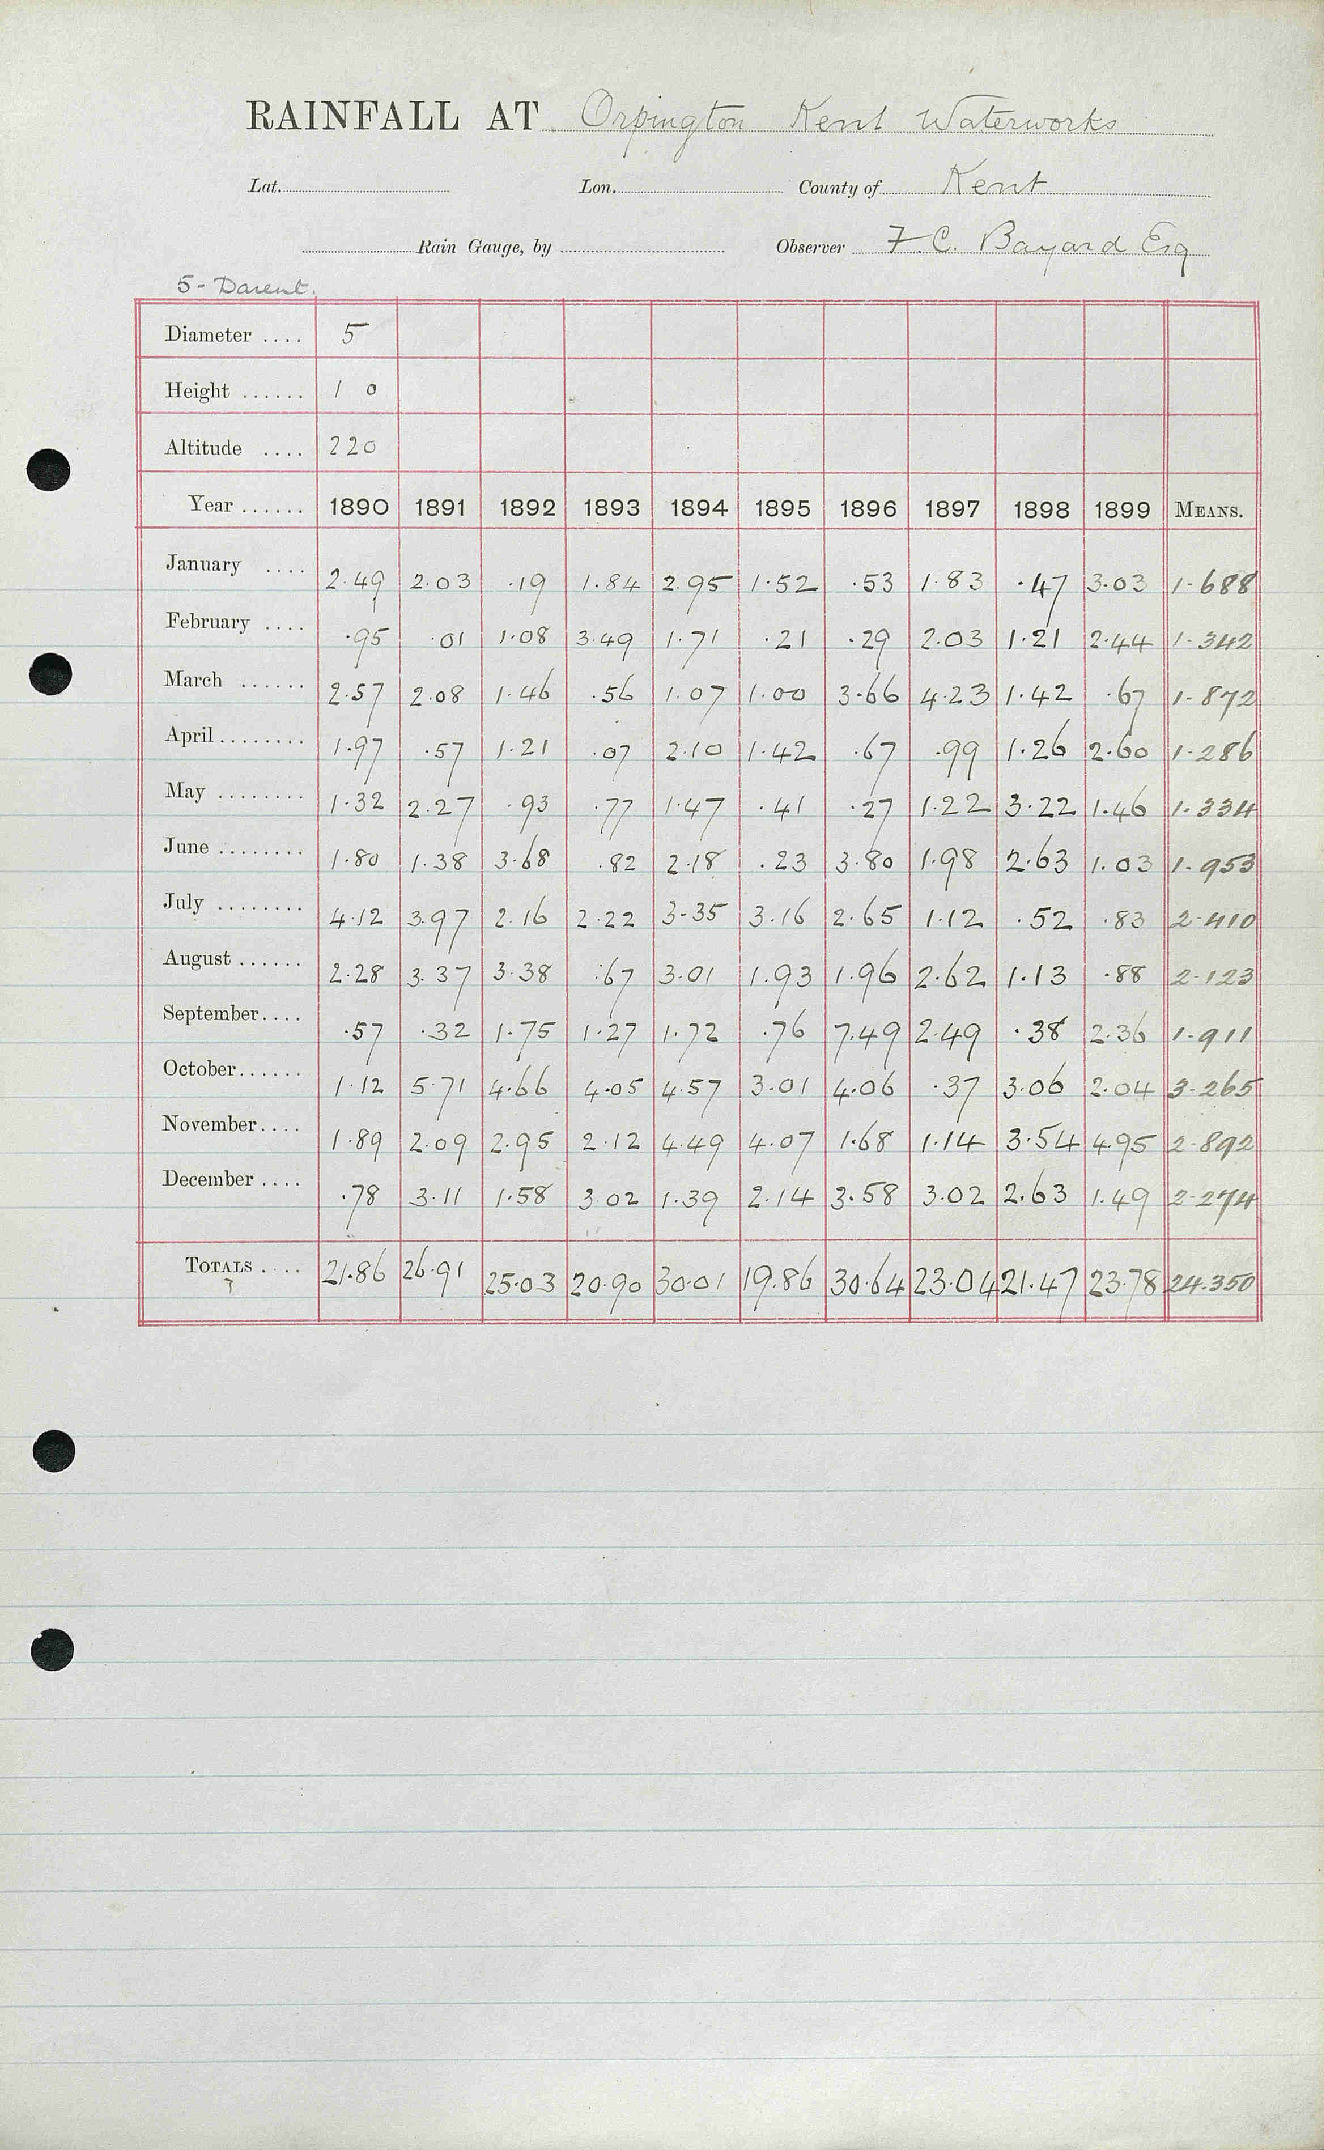 RAINFALL AT Orpington Kent Waterworks
Lat. Lon. County of Kent
Rain Gauge, by Observer F C. Bayard Esq
5 - Darent.
Diameter .... 5
Height ...... 1 0
Altitude .... 220
Year ...... 1890 1891 1892 1893 1894 1895 1896 1897 1898 1899 MEANS.
January .... 2.49 2.03 .19 1.84 2.95 1.52 .53 1.83 .47 3.03 1.688
February .... .95 .01 1.08 3.49 1.71 .21 .29 2.03 1.21 2.44 1.342
March ...... 2.57 2.08 1.46 .56 1.07 1.00 3.66 4.23 1.42 .67 1.872
April ........ 1.97 .57 1.21 .07 2.10 1.42 .67 .99 1.26 2.60 1.286
May ........ 1.32 2.27 .93 .77 1.47 .41 .27 1.22 3.22 1.46 1.334
June ........ 1.80 1.38 3.68 .82 2.18 .23 3.80 1.98 2.63 1.03 1.953
July ........ 4.12 3.97 2.16 2.22 3.35 3.16 2.65 1.12 .52 .83 2.410
August ...... 2.28 3.37 3.38 .67 3.01 1.93 1.96 2.62 1.13 .88 2.123
September.... .57 .32 1.75 1.27 1.72 .76 7.49 2.49 .38 2.36 1.911
October...... 1.12 5.71 4.66 4.05 4.57 3.01 4.06 .37 3.06 2.04 3.265
November.... 1.89 2.09 2.95 2.12 4.49 4.07 1.68 1.14 3.54 4.95 2.892
December .... .78 3.11 1.58 3.02 1.39 2.14 3.58 3.02 2.63 1.49 2.274
TOTALS .... 21.86 26.91 25.03 20.90 30.01 19.86 30.64 23.04 21.47 23.78 24.350